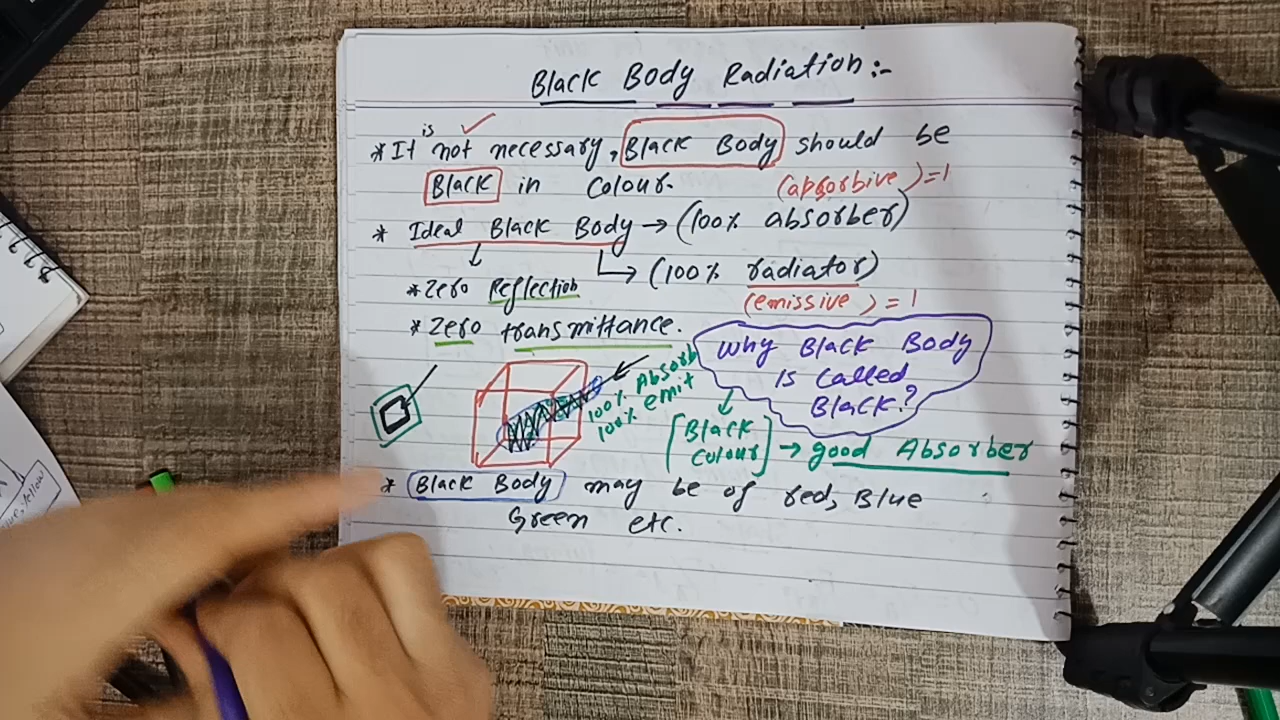 Black Body Radiation:-
* It is not necessary, Black Body should be
Black in Colour.
(absorbive) = 1
* Ideal Black Body → (100% absorber)
→ (100% radiator)
* Zero Reflection
(emissive) = 1
* Zero transmittance.
Why Black Body
is called
Black?
100% Absorb
100% emit
[Black Colour] → good Absorber
* Black Body may be of red, Blue
Green etc.